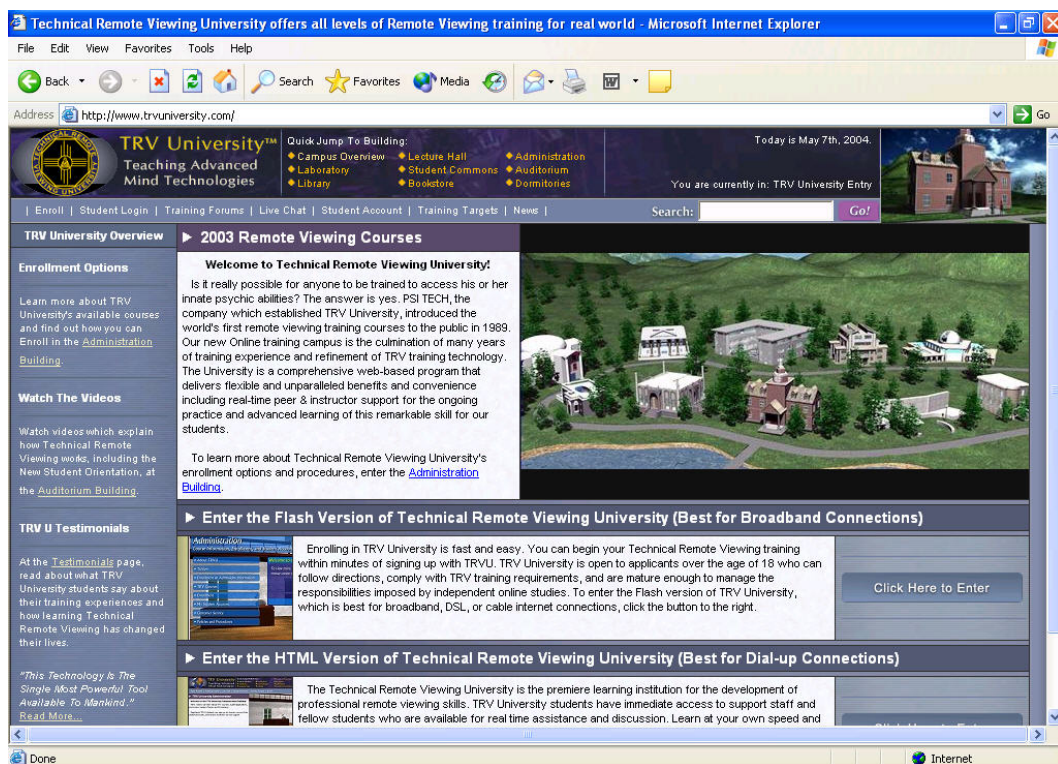 Technical Remote Viewing University offers all levels of Remote Viewing training for real world - Microsoft Internet Explorer
File Edit View Favorites Tools Help
Back Search Favorites Media
Address http://www.trvuniversity.com/ Go
TECHNICAL REMOTE VIEWING UNIVERSITY
TRV University™
Teaching Advanced
Mind Technologies
Quick Jump To Building:
Campus Overview Lecture Hall Administration
Laboratory Student Commons Auditorium
Library Bookstore Dormitories
Today is May 7th, 2004.
You are currently in: TRV University Entry
| Enroll | Student Login | Training Forums | Live Chat | Student Account | Training Targets | News |
Search: Go!
TRV University Overview
Enrollment Options
Learn more about TRV
University's available courses
and find out how you can
Enroll in the Administration
Building.
Watch The Videos
Watch videos which explain
how Technical Remote
Viewing works, including the
New Student Orientation, at
the Auditorium Building.
TRV U Testimonials
At the Testimonials page,
read about what TRV
University students say about
their training experiences and
how learning Technical
Remote Viewing has changed
their lives.
"This Technology Is The
Single Most Powerful Tool
Available To Mankind."
Read More...
2003 Remote Viewing Courses
Welcome to Technical Remote Viewing University!
Is it really possible for anyone to be trained to access his or her
innate psychic abilities? The answer is yes. PSI TECH, the
company which established TRV University, introduced the
world's first remote viewing training courses to the public in 1989.
Our new Online training campus is the culmination of many years
of training experience and refinement of TRV training technology.
The University is a comprehensive web-based program that
delivers flexible and unparalleled benefits and convenience
including real-time peer & instructor support for the ongoing
practice and advanced learning of this remarkable skill for our
students.
To learn more about Technical Remote Viewing University's
enrollment options and procedures, enter the Administration
Building.
Enter the Flash Version of Technical Remote Viewing University (Best for Broadband Connections)
Administration
Enrolling in TRV University is fast and easy. You can begin your Technical Remote Viewing training
within minutes of signing up with TRVU. TRV University is open to applicants over the age of 18 who can
follow directions, comply with TRV training requirements, and are mature enough to manage the
responsibilities imposed by independent online studies. To enter the Flash version of TRV University,
which is best for broadband, DSL, or cable internet connections, click the button to the right.
Click Here to Enter
Enter the HTML Version of Technical Remote Viewing University (Best for Dial-up Connections)
The Technical Remote Viewing University is the premiere learning institution for the development of
professional remote viewing skills. TRV University students have immediate access to support staff and
fellow students who are available for real time assistance and discussion. Learn at your own speed and
Click Here to Enter
Done Internet